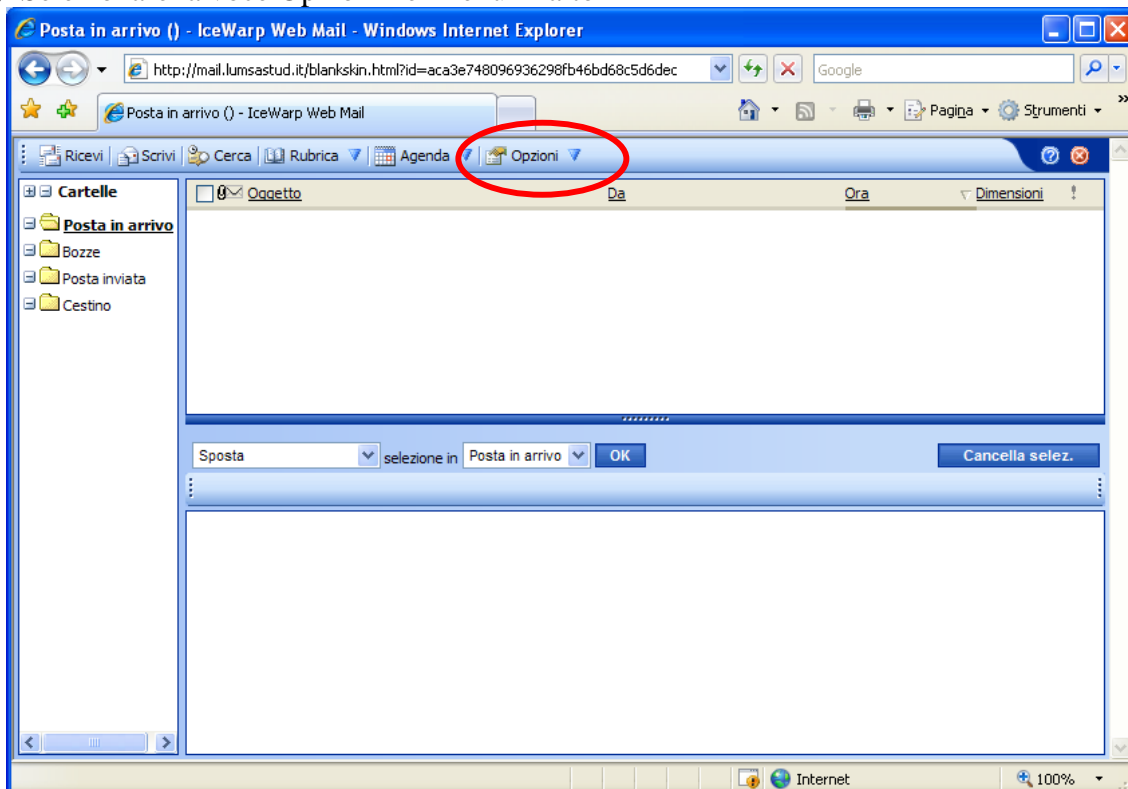 Posta in arrivo () - IceWarp Web Mail - Windows Internet Explorer
http://mail.lumsastud.it/blankskin.html?id=aca3e748096936298fb46bd68c5d6dec
Google
Posta in arrivo () - IceWarp Web Mail
Pagina
Strumenti
»
Ricevi Scrivi Cerca Rubrica Agenda Opzioni
Cartelle
Oggetto Da Ora Dimensioni !
Posta in arrivo
Bozze
Posta inviata
Cestino
Sposta selezione in Posta in arrivo OK Cancella selez.
Internet 100%